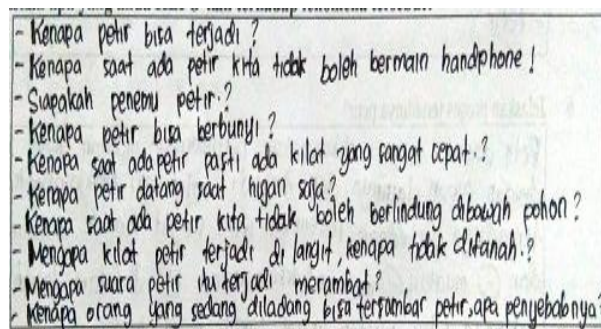 - Kenapa petir bisa terjadi ?
- Kenapa saat ada petir kita tidak boleh bermain handphone !
- Siapakah penemu petir.?
- Kenapa petir bisa berbunyi ?
- Kenapa saat ada petir pasti ada kilat yang sangat cepat.?
- Kenapa petir datang saat hujan saja?
- Kenapa saat ada petir kita tidak boleh berlindung dibawah pohon ?
- Mengapa kilat petir terjadi di langit, kenapa tidak ditanah.?
- Mengapa suara petir itu terjadi merambat?
- Kenapa orang yang sedang diladang bisa tersambar petir, apa penyebabnya?